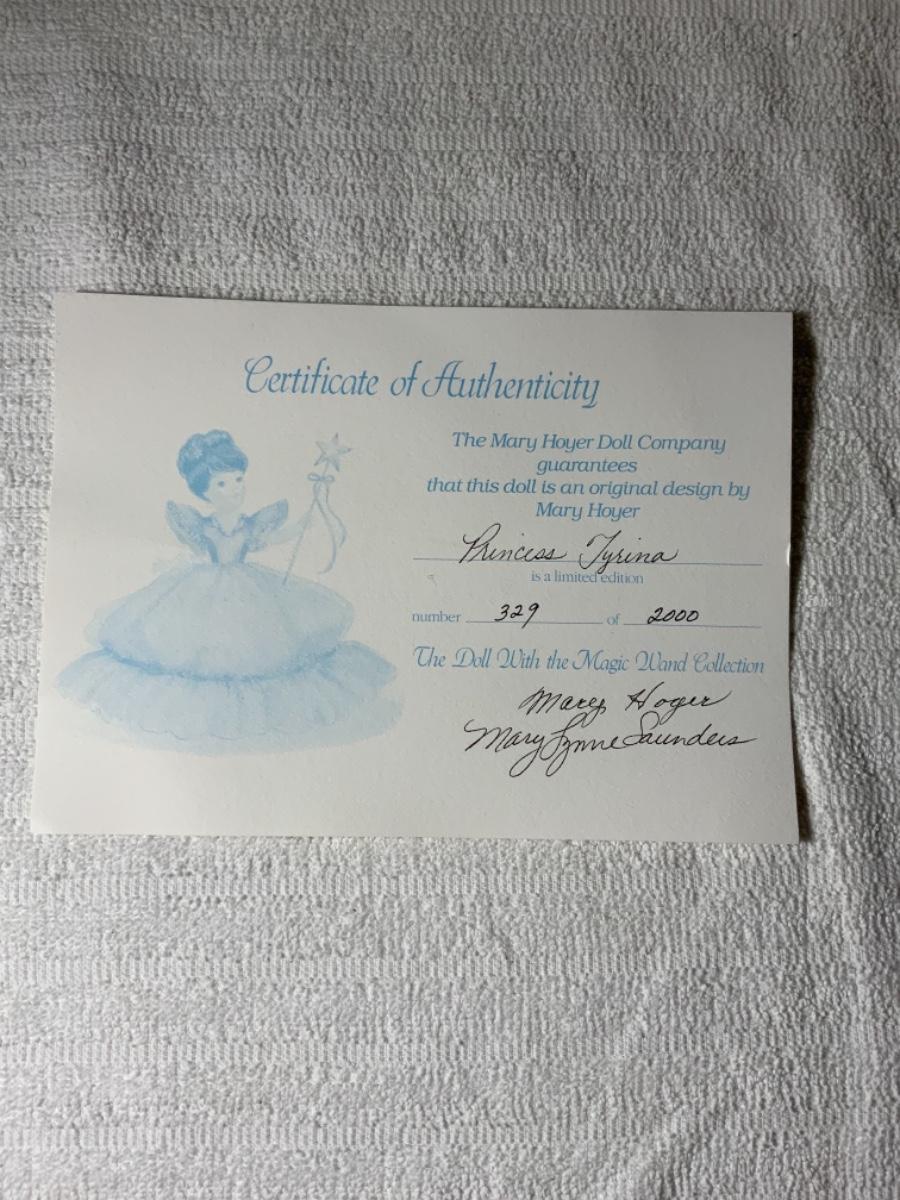 Certificate of Authenticity
The Mary Hoyer Doll Company
guarantees
that this doll is an original design by
Mary Hoyer
Princess Tyrina
is a limited edition
number 329 of 2000
The Doll With the Magic Wand Collection
Mary Hoyer
Mary Lynne Saunders